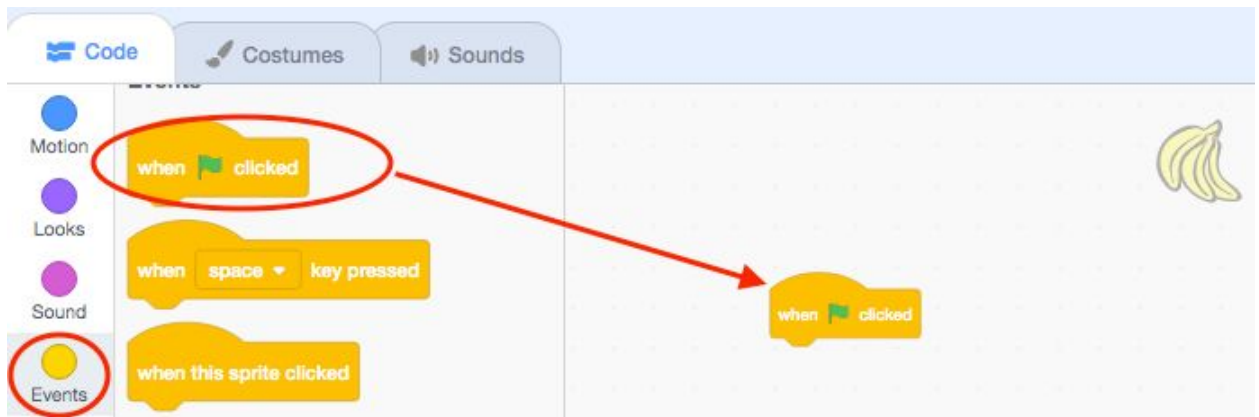 Code
Costumes
Sounds
Events
Motion
Looks
Sound
Events
when clicked
when space key pressed
when this sprite clicked
when clicked